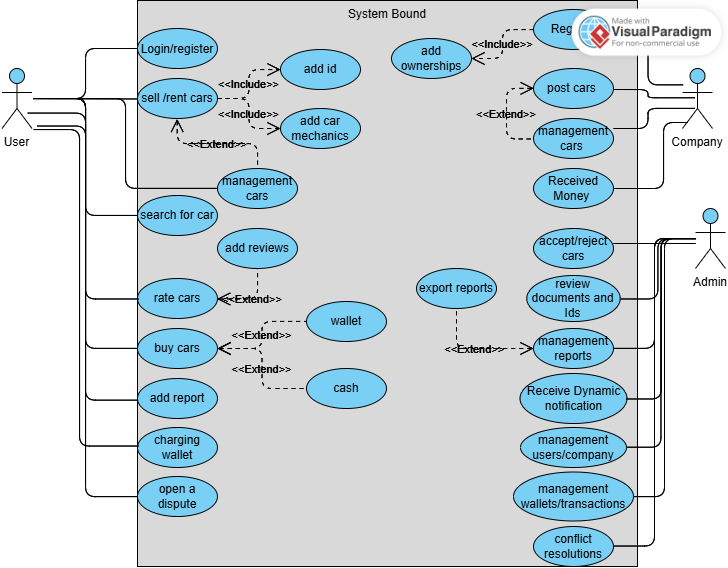 System Bound
Made with
Visual Paradigm
For non-commercial use
Login/register
sell /rent cars
<<Include>>
add id
<<Include>>
add car
mechanics
<<Extend>>
management
cars
search for car
add reviews
rate cars
<<Extend>>
buy cars
<<Extend>>
wallet
<<Extend>>
cash
add report
charging
wallet
open a
dispute
User
add
ownerships
<<Include>>
post cars
<<Extend>>
management
cars
Received
Money
Company
accept/reject
cars
review
documents and
Ids
export reports
<<Extend>>
management
reports
Receive Dynamic
notification
management
users/company
management
wallets/transactions
conflict
resolutions
Admin